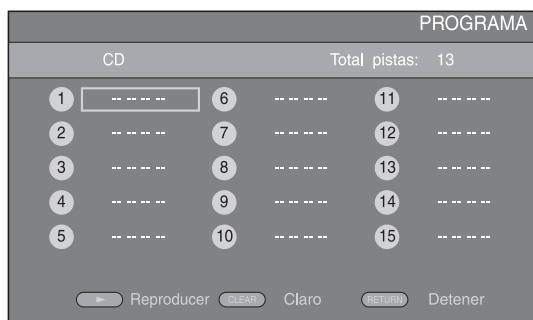 PROGRAMA
CD Total pistas: 13
1 -- -- -- -- 6 -- -- -- -- 11 -- -- -- --
2 -- -- -- -- 7 -- -- -- -- 12 -- -- -- --
3 -- -- -- -- 8 -- -- -- -- 13 -- -- -- --
4 -- -- -- -- 9 -- -- -- -- 14 -- -- -- --
5 -- -- -- -- 10 -- -- -- -- 15 -- -- -- --
Reproducer CLEAR Claro RETURN Detener